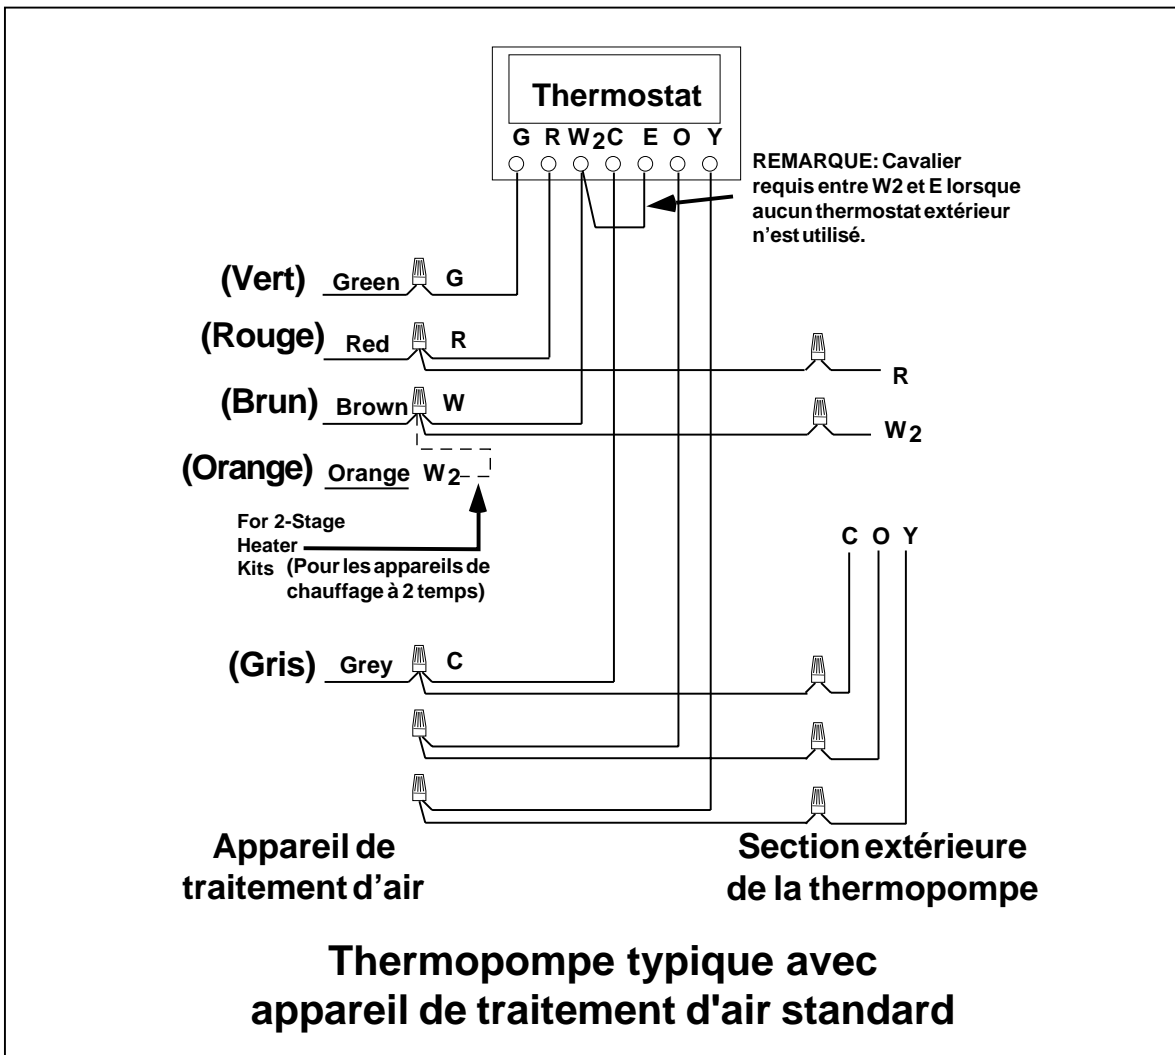 Thermostat
G R W2 C E O Y
REMARQUE: Cavalier
requis entre W2 et E lorsque
aucun thermostat extérieur
n'est utilisé.
(Vert) Green G
(Rouge) Red R
R
(Brun) Brown W
W2
(Orange) Orange W2
For 2-Stage
Heater
Kits (Pour les appareils de
chauffage à 2 temps)
C O Y
(Gris) Grey C
Appareil de
traitement d'air
Section extérieure
de la thermopompe
Thermopompe typique avec
appareil de traitement d'air standard